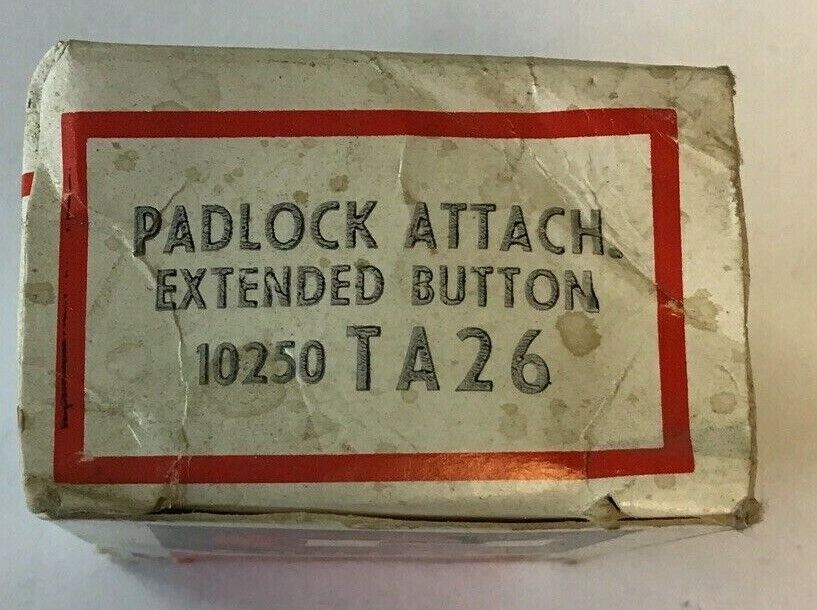 PADLOCK ATTACH.
EXTENDED BUTTON
10250 TA26